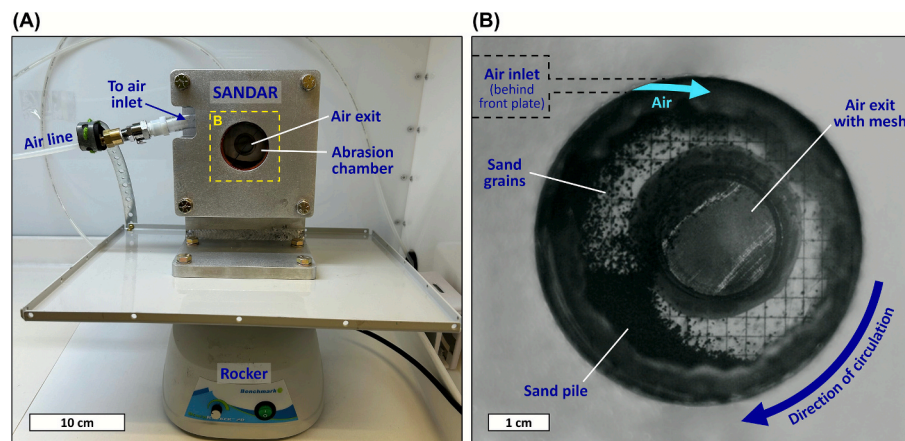 (A)
To air
inlet
SANDAR
B
Air exit
Air line
Abrasion
chamber
Rocker
Benchmark
10 cm
(B)
Air inlet
(behind
front plate)
Air
Air exit
with mesh
Sand
grains
Sand pile
Direction of circulation
1 cm